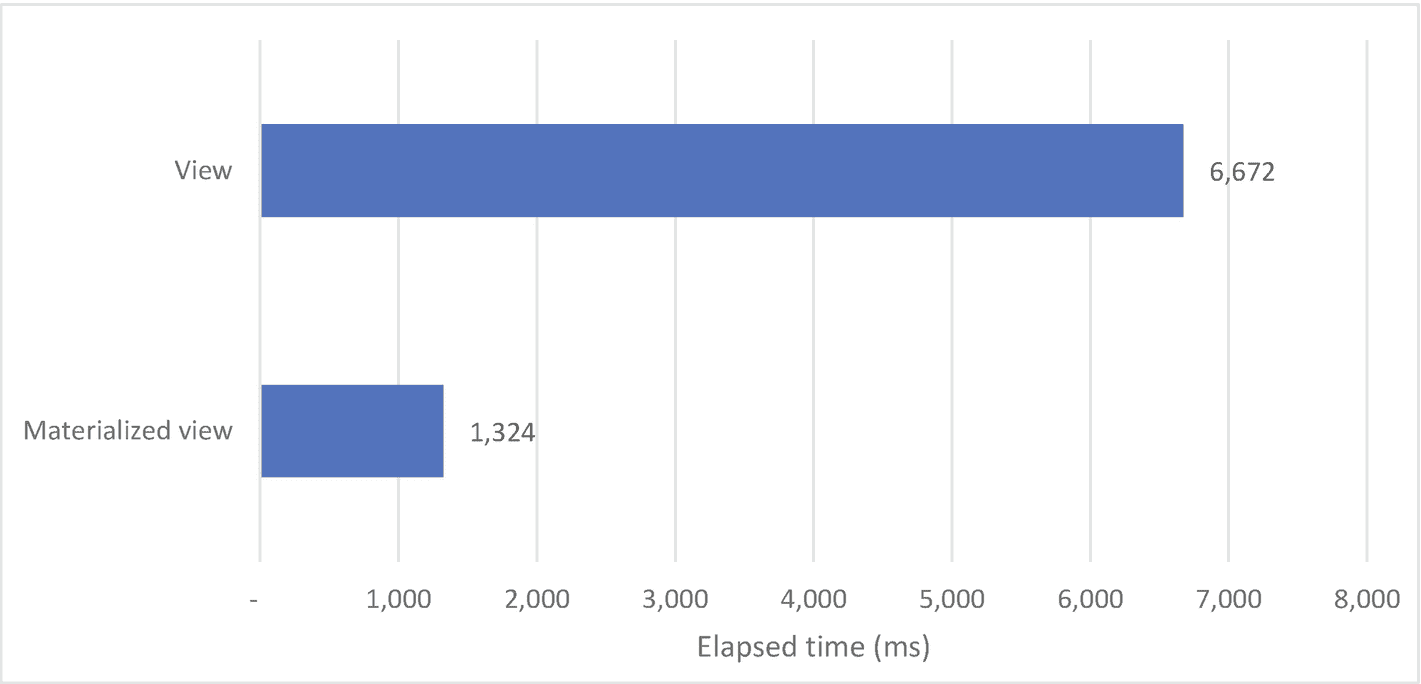 View
6,672
Materialized view
1,324
- 1,000 2,000 3,000 4,000 5,000 6,000 7,000 8,000
Elapsed time (ms)